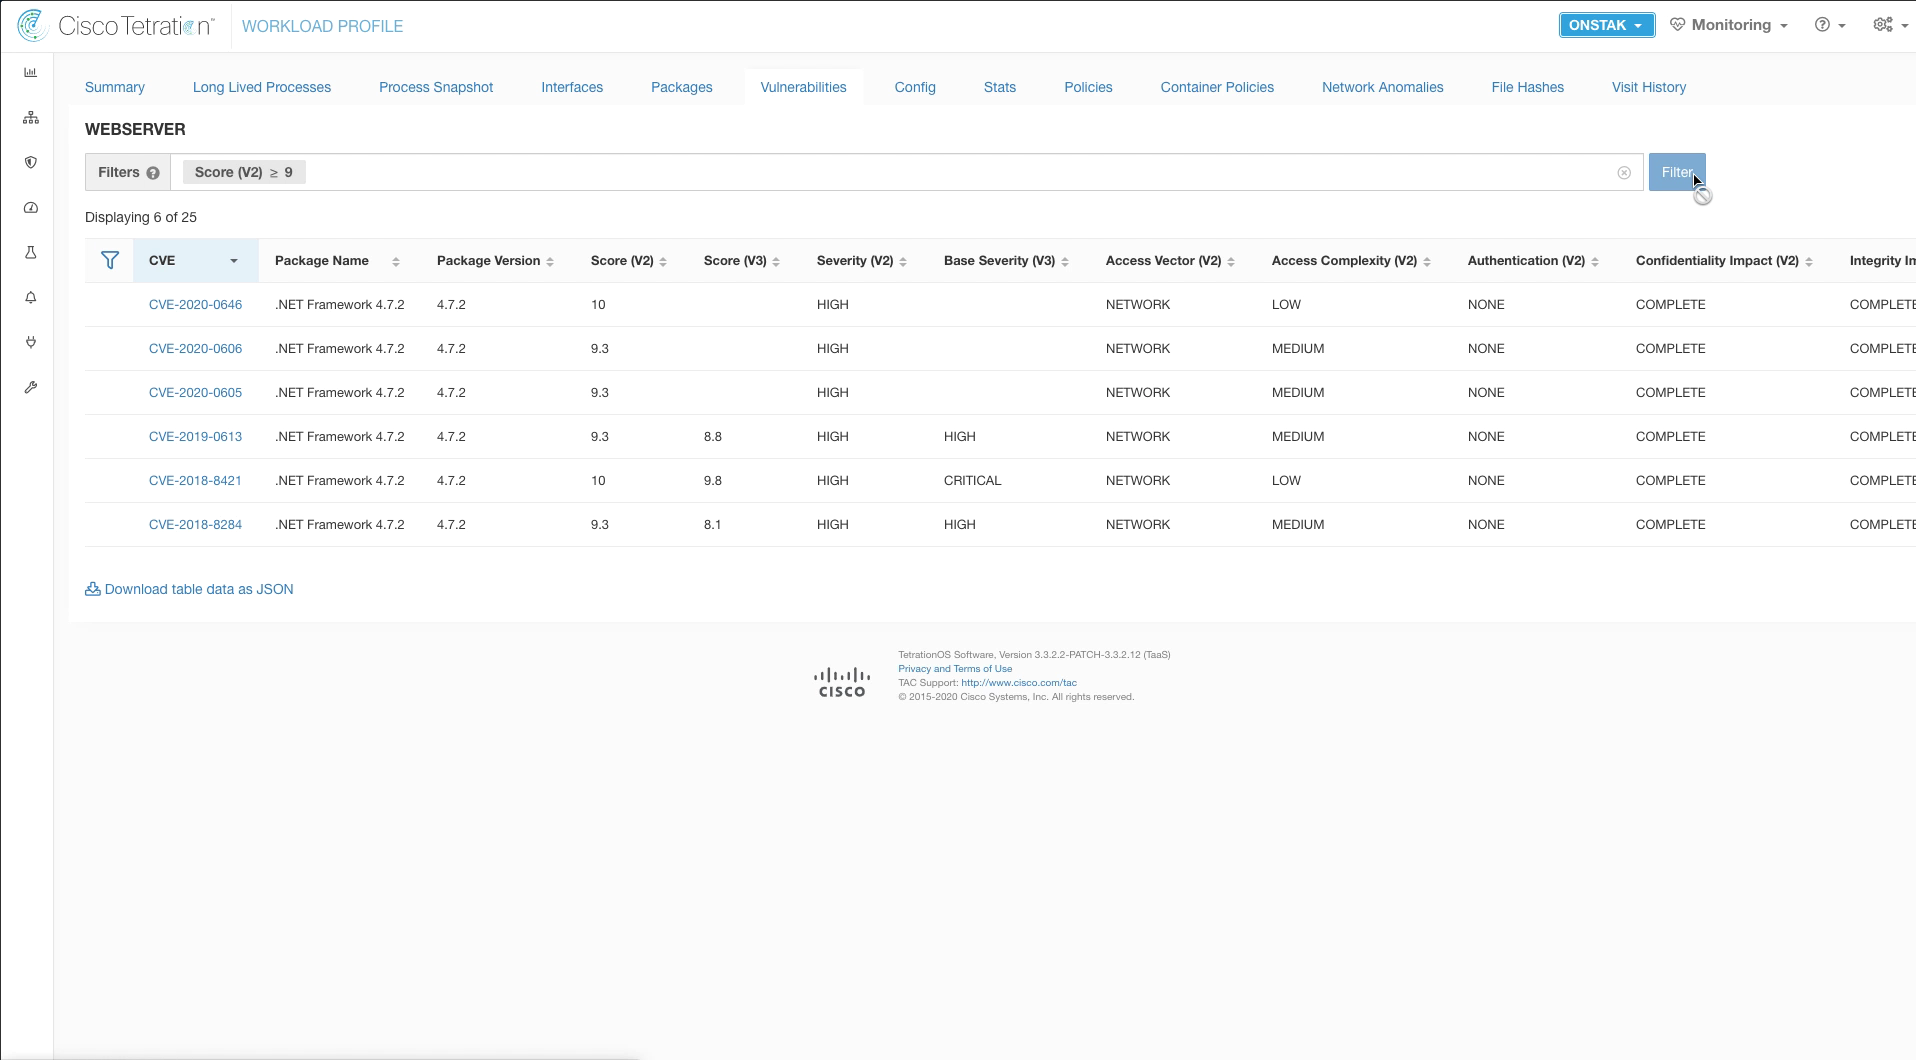 Cisco Tetration™ WORKLOAD PROFILE ONSTAK Monitoring
Summary Long Lived Processes Process Snapshot Interfaces Packages Vulnerabilities Config Stats Policies Container Policies Network Anomalies File Hashes Visit History
WEBSERVER
Filters ? Score (V2) ≥ 9 Filter
Displaying 6 of 25
CVE Package Name Package Version Score (V2) Score (V3) Severity (V2) Base Severity (V3) Access Vector (V2) Access Complexity (V2) Authentication (V2) Confidentiality Impact (V2) Integrity Im
CVE-2020-0646 .NET Framework 4.7.2 4.7.2 10 HIGH NETWORK LOW NONE COMPLETE COMPLETE
CVE-2020-0606 .NET Framework 4.7.2 4.7.2 9.3 HIGH NETWORK MEDIUM NONE COMPLETE COMPLETE
CVE-2020-0605 .NET Framework 4.7.2 4.7.2 9.3 HIGH NETWORK MEDIUM NONE COMPLETE COMPLETE
CVE-2019-0613 .NET Framework 4.7.2 4.7.2 9.3 8.8 HIGH HIGH NETWORK MEDIUM NONE COMPLETE COMPLETE
CVE-2018-8421 .NET Framework 4.7.2 4.7.2 10 9.8 HIGH CRITICAL NETWORK LOW NONE COMPLETE COMPLETE
CVE-2018-8284 .NET Framework 4.7.2 4.7.2 9.3 8.1 HIGH HIGH NETWORK MEDIUM NONE COMPLETE COMPLETE
Download table data as JSON
CISCO
TetrationOS Software, Version 3.3.2.2-PATCH-3.3.2.12 (TaaS)
Privacy and Terms of Use
TAC Support: http://www.cisco.com/tac
© 2015-2020 Cisco Systems, Inc. All rights reserved.